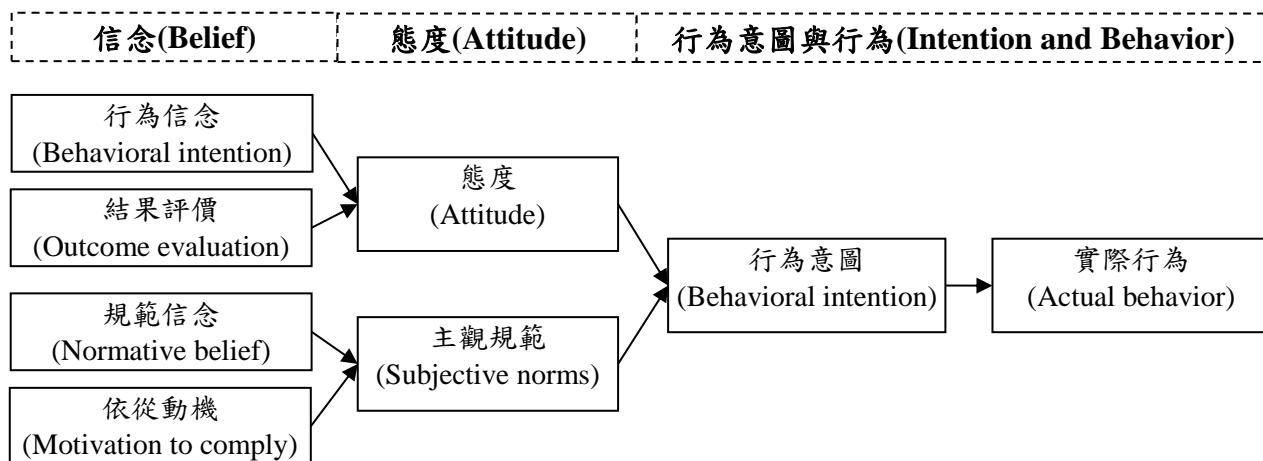 信念(Belief)
態度(Attitude)
行為意圖與行為(Intention and Behavior)
行為信念
(Behavioral intention)
結果評價
(Outcome evaluation)
規範信念
(Normative belief)
依從動機
(Motivation to comply)
態度
(Attitude)
主觀規範
(Subjective norms)
行為意圖
(Behavioral intention)
實際行為
(Actual behavior)